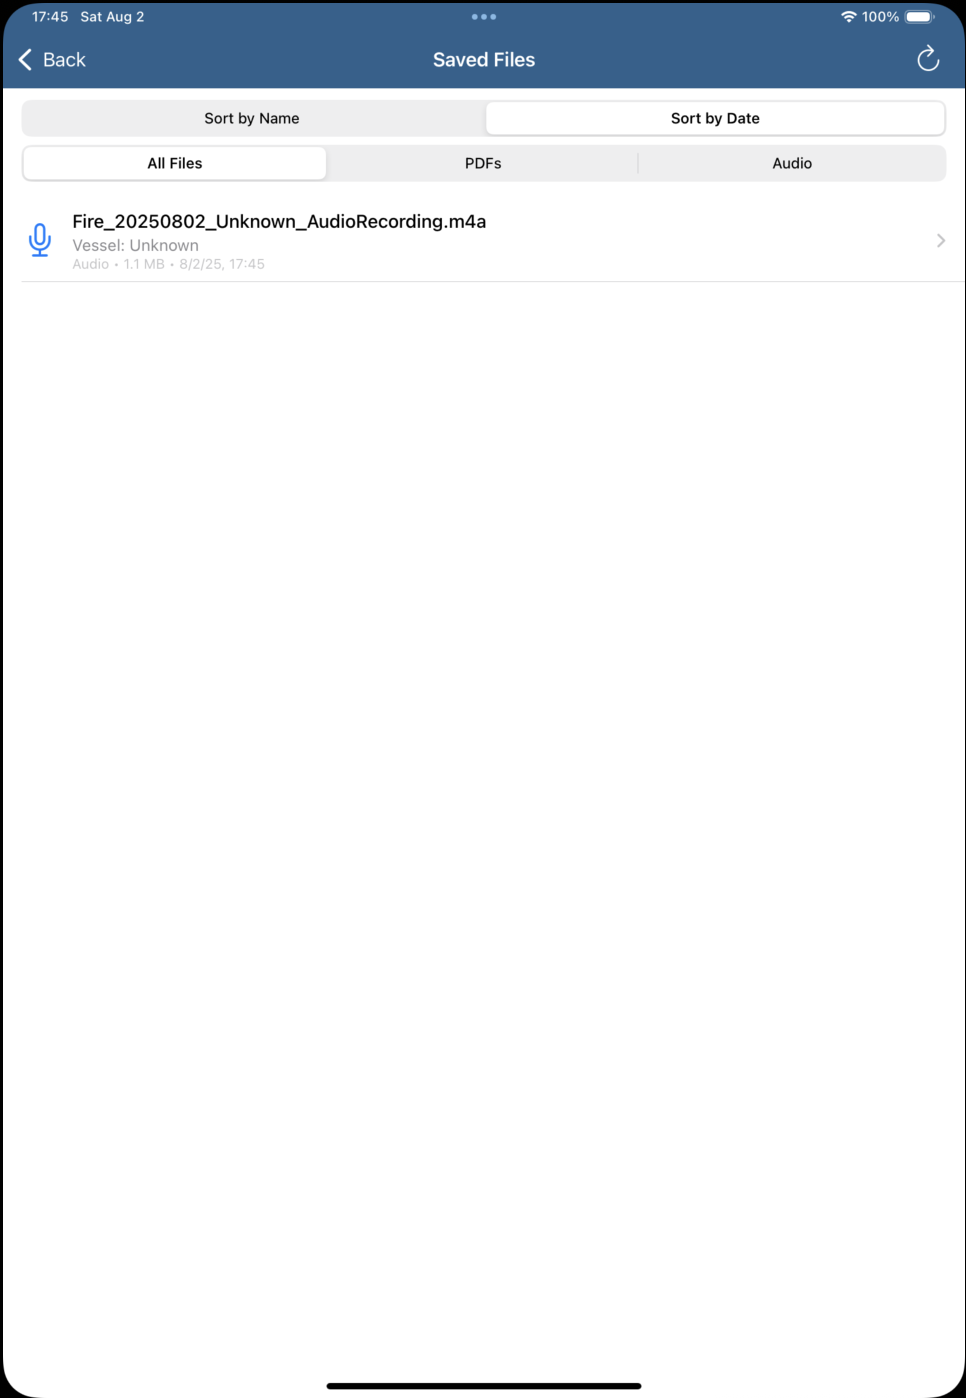 17:45 Sat Aug 2 100%
Back Saved Files
Sort by Name Sort by Date
All Files PDFs Audio
Fire_20250802_Unknown_AudioRecording.m4a
Vessel: Unknown
Audio • 1.1 MB • 8/2/25, 17:45